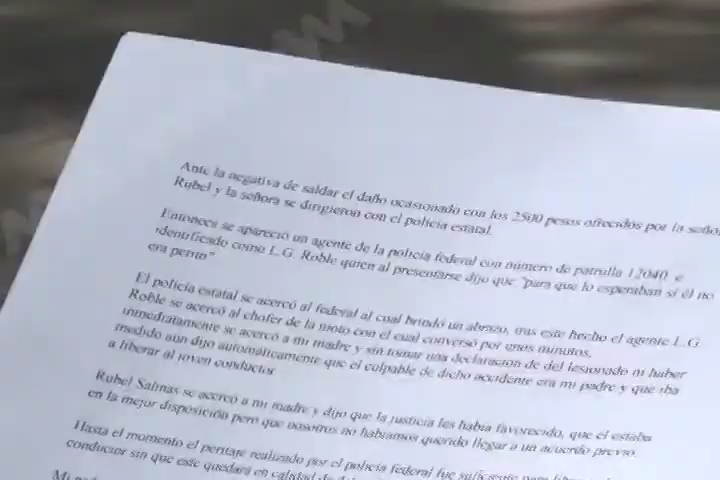 Ante la negativa de saldar el daño ocasionado con los 2500 pesos ofrecidos por la señor
Rubel y la señora se dirigieron con el policía estatal.
Entonces se apareció un agente de la policía federal con número de patrulla 12040, e
identificado como L.G. Roble quien al presentarse dijo que "para que lo esperaban si él no
era perito"
El policía estatal se acercó al federal al cual brindó un abrazo, tras este hecho el agente L.G.
Roble se acercó al chofer de la moto con el cual conversó por unos minutos,
inmediatamente se acercó a mi madre y sin tomar una declaración de del lesionado ni haber
medido aun dijo automáticamente que el culpable de dicho accidente era mi padre y que iba
a liberar al joven conductor
Rubel Salinas se acercó a mi madre y dijo que la justicia les había favorecido, que él estaba
en la mejor disposición pero que nosotros no habíamos querido llegar a un acuerdo previo.
Hasta el momento el peritaje realizado por el policía federal fue suficiente para
conductor sin que este quedara en calidad de